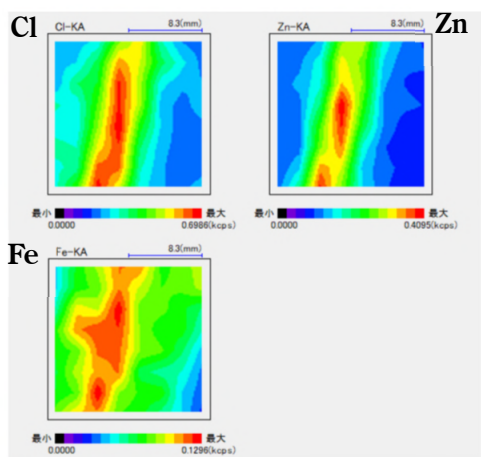 Cl
Cl-KA 8.3(mm)
最小 最大
0.0000 0.6986(kcps)
Zn
Zn-KA 8.3(mm)
最小 最大
0.0000 0.4095(kcps)
Fe
Fe-KA 8.3(mm)
最小 最大
0.0000 0.1296(kcps)